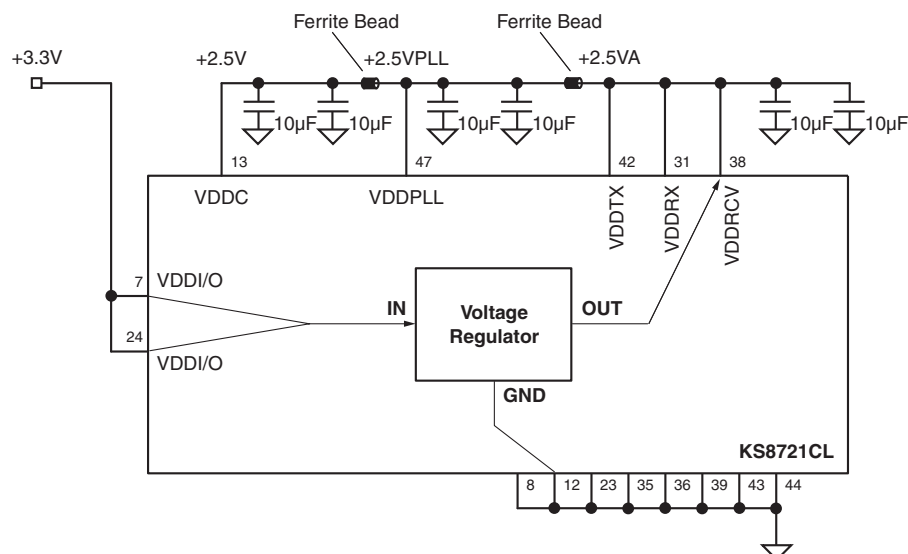 Ferrite Bead
Ferrite Bead
+3.3V
+2.5V
+2.5VPLL
+2.5VA
10µF
10µF
10µF
10µF
10µF
10µF
13
47
42
31
38
VDDC
VDDPLL
VDDTX
VDDRX
VDDRCV
7
VDDI/O
24
VDDI/O
IN
Voltage
Regulator
OUT
GND
KS8721CL
8
12
23
35
36
39
43
44